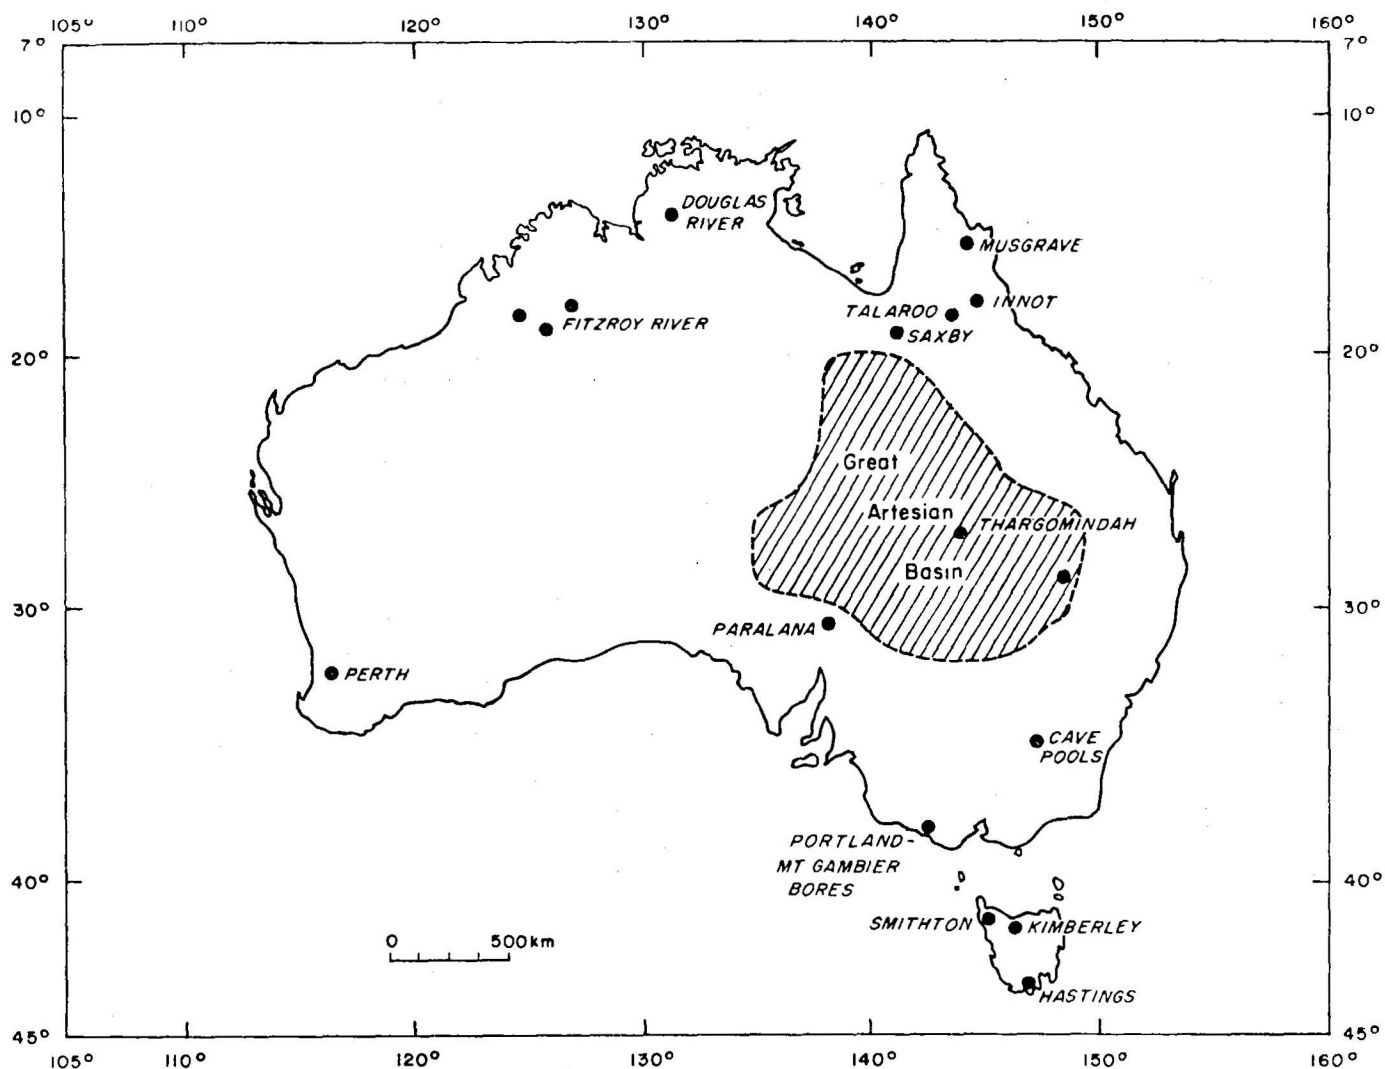 105° 110° 120° 130° 140° 150° 160°
7° 7°
10° 10°
DOUGLAS
RIVER
MUSGRAVE
INNOT
TALAROO
FITZROY RIVER
SAXBY
20° 20°
Great
Artesian
THARGOMINDAH
Basin
30° 30°
PARALANA
PERTH
CAVE
POOLS
PORTLAND-
MT GAMBIER
BORES
40° 40°
SMITHTON
KIMBERLEY
0 500km
HASTINGS
45° 45°
105° 110° 120° 130° 140° 150° 160°